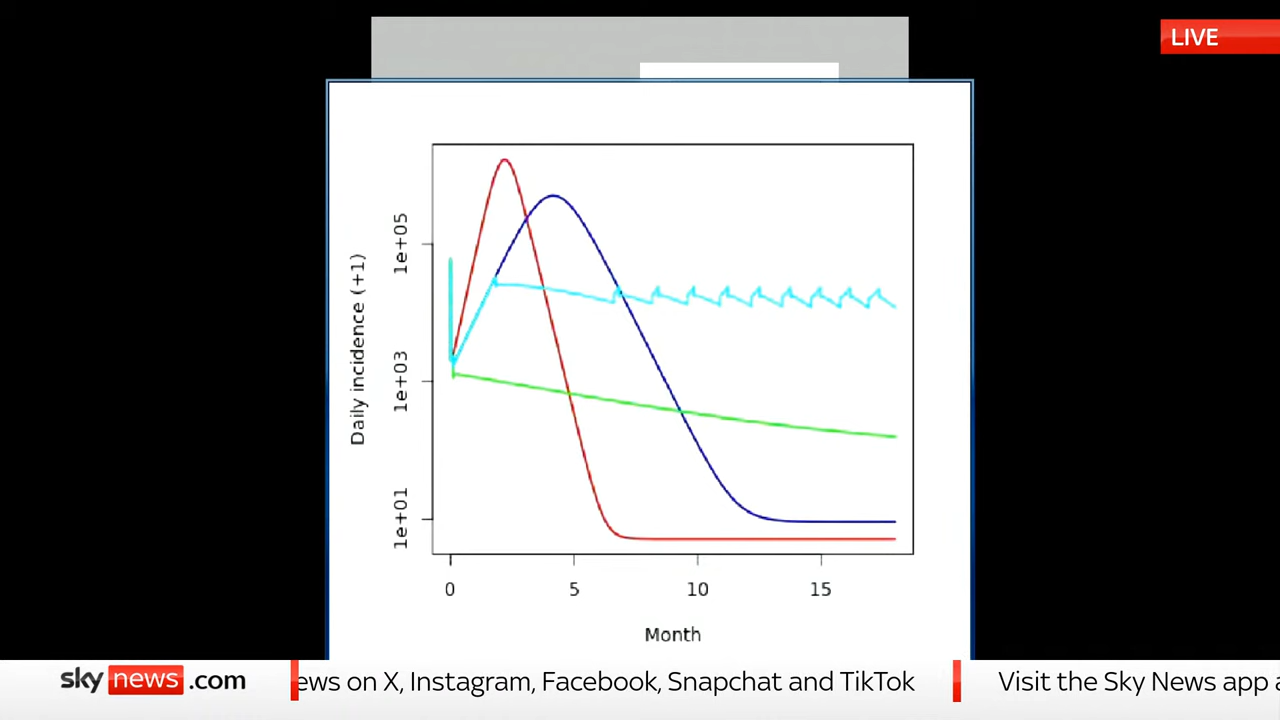 LIVE
Daily incidence (+1)
1e+05
1e+03
1e+01
0 5 10 15
Month
sky news .com
ews on X, Instagram, Facebook, Snapchat and TikTok
Visit the Sky News app a